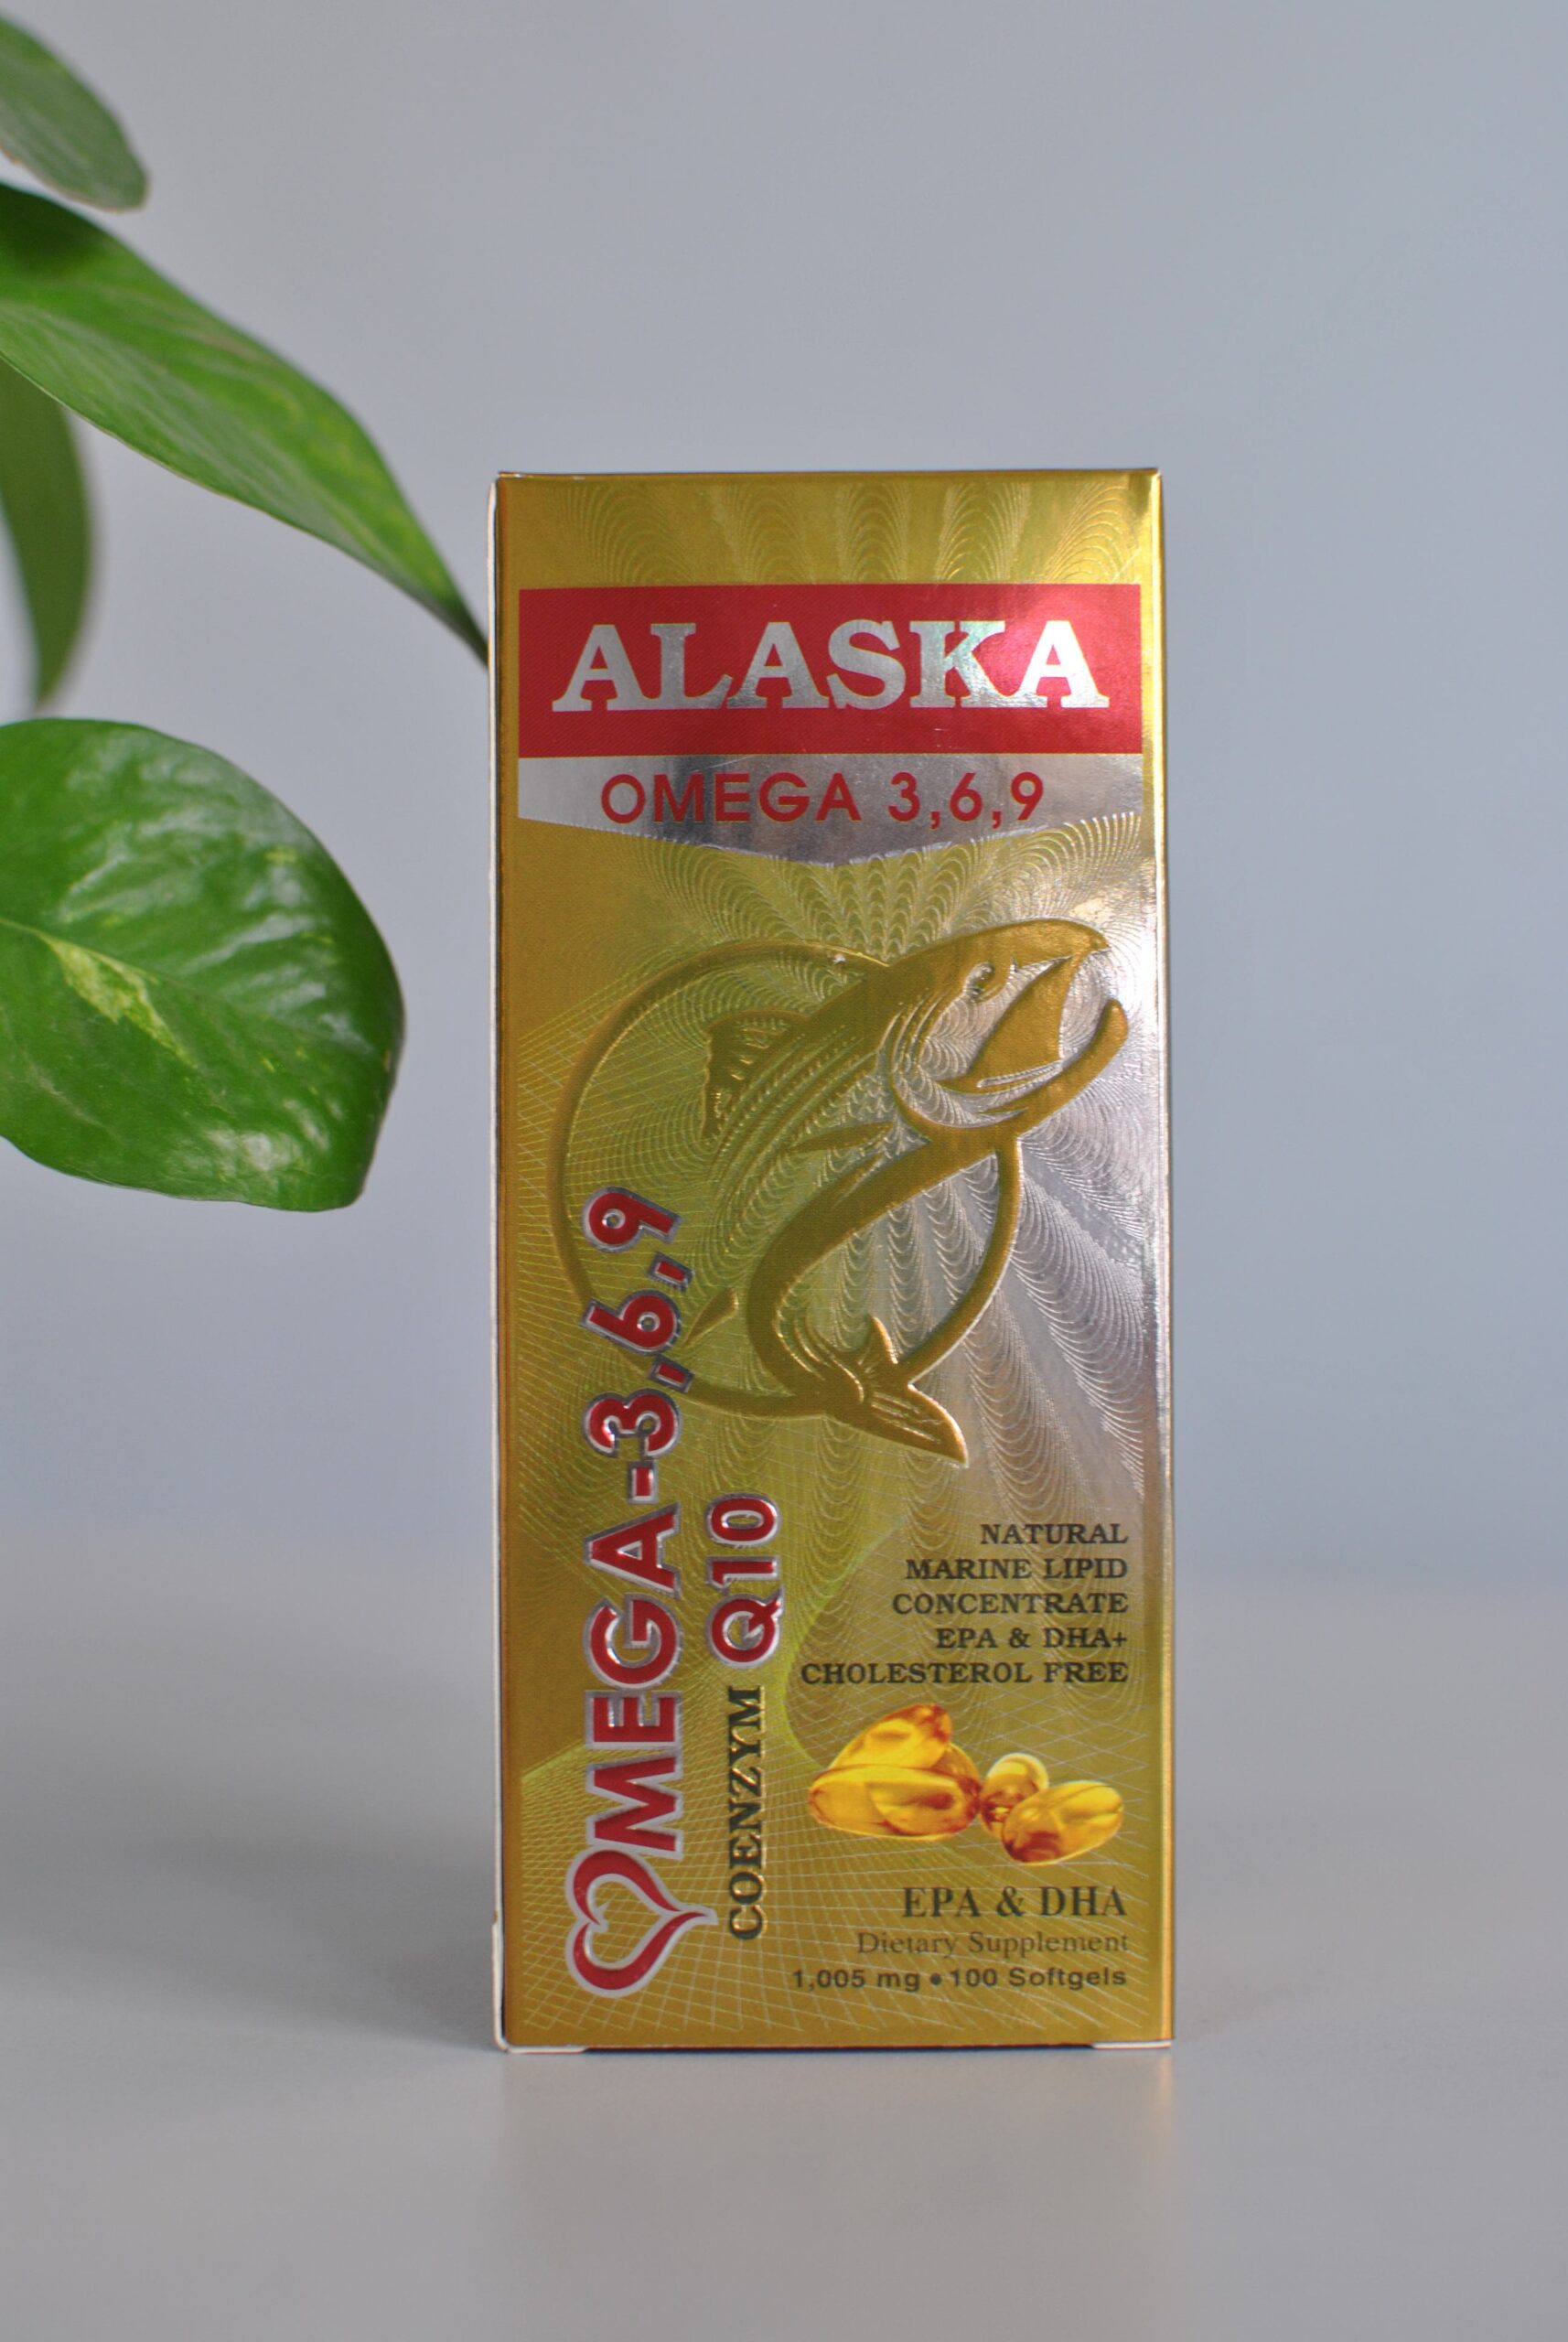 ALASKA
OMEGA 3,6,9
OMEGA-3,6,9
COENZYM Q10
NATURAL
MARINE LIPID
CONCENTRATE
EPA & DHA+
CHOLESTEROL FREE
EPA & DHA
Dietary Supplement
1,005 mg • 100 Softgels